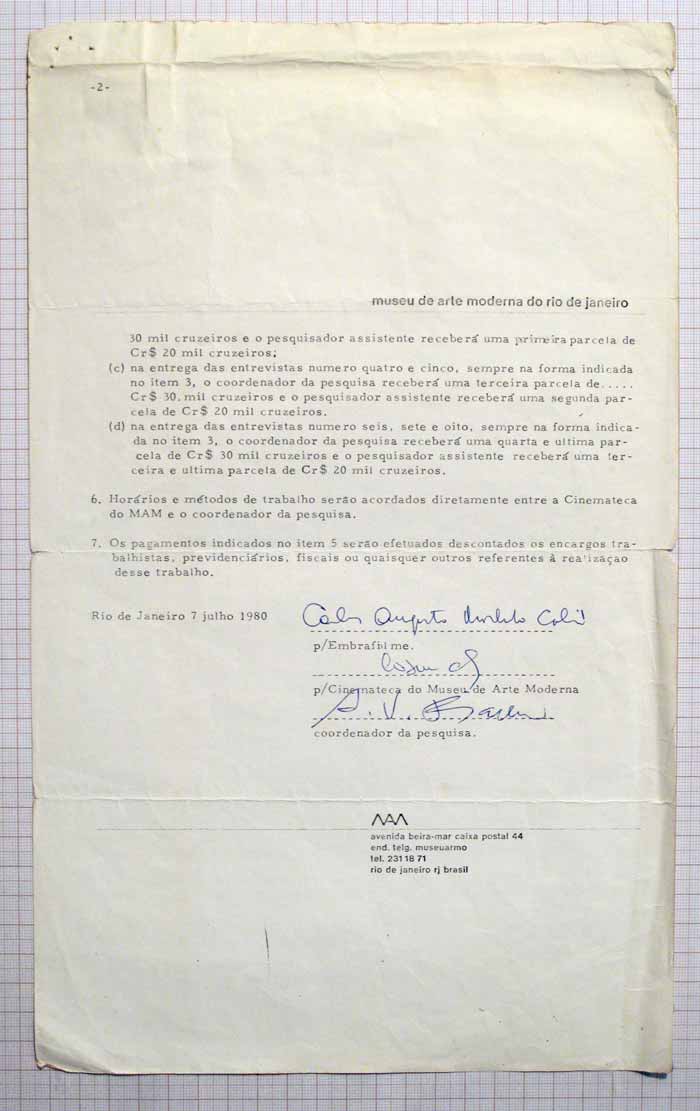 -2-
museu de arte moderna do rio de janeiro
30 mil cruzeiros e o pesquisador assistente receberá uma primeira parcela de
Cr$ 20 mil cruzeiros;
(c) na entrega das entrevistas numero quatro e cinco, sempre na forma indicada
no item 3, o coordenador da pesquisa receberá uma terceira parcela de.....
Cr$ 30.mil cruzeiros e o pesquisador assistente receberá uma segunda par-
cela de Cr$ 20 mil cruzeiros.
(d) na entrega das entrevistas numero seis, sete e oito, sempre na forma indica-
da no item 3, o coordenador da pesquisa receberá uma quarta e ultima par-
cela de Cr$ 30 mil cruzeiros e o pesquisador assistente receberá uma ter-
ceira e ultima parcela de Cr$ 20 mil cruzeiros.
6. Horários e métodos de trabalho serão acordados diretamente entre a Cinemateca
do MAM e o coordenador da pesquisa.
7. Os pagamentos indicados no item 5 serão efetuados descontados os encargos tra-
balhistas, previdenciários, fiscais ou quaisquer outros referentes à realização
desse trabalho.
Rio de Janeiro 7 julho 1980
Augusto
p/Embrafilme.
p/Cinemateca do Museu de Arte Moderna
A. V.
coordenador da pesquisa.
MAM
avenida beira-mar caixa postal 44
end. telg. museuarmo
tel. 231 18 71
rio de janeiro rj brasil